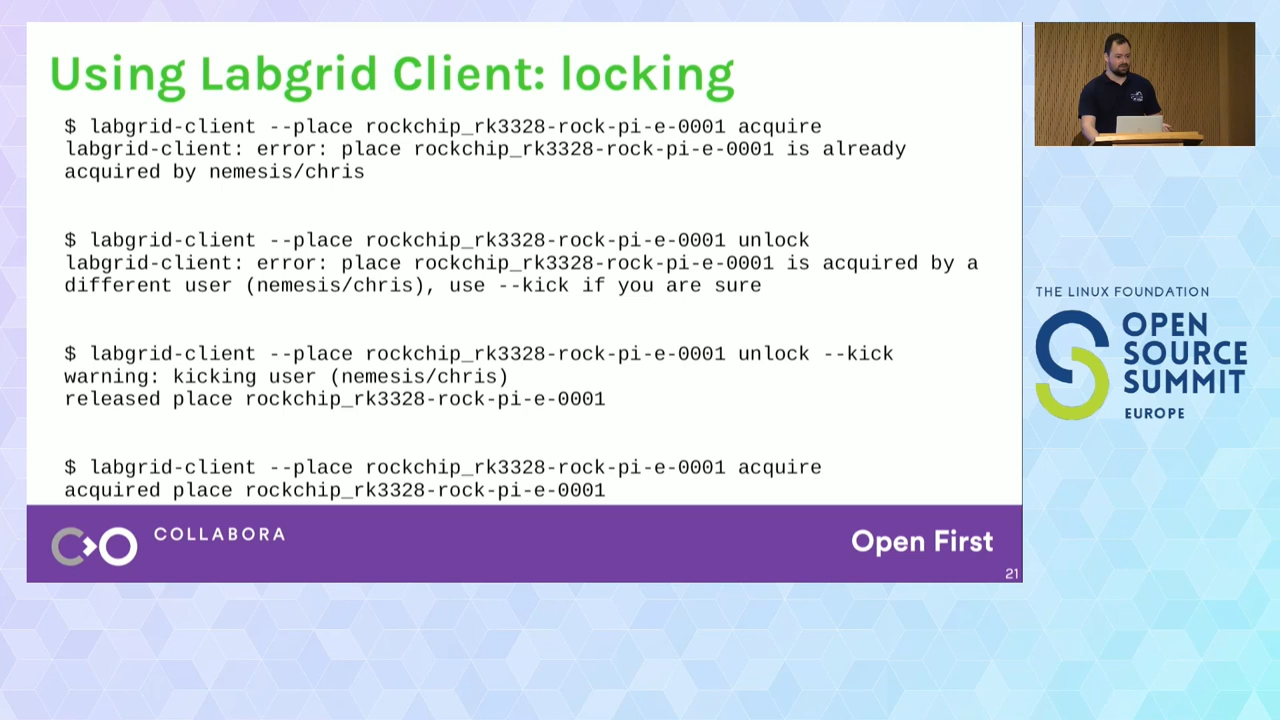 Using Labgrid Client: locking
$ labgrid-client --place rockchip_rk3328-rock-pi-e-0001 acquire
labgrid-client: error: place rockchip_rk3328-rock-pi-e-0001 is already
acquired by nemesis/chris
$ labgrid-client --place rockchip_rk3328-rock-pi-e-0001 unlock
labgrid-client: error: place rockchip_rk3328-rock-pi-e-0001 is acquired by a
different user (nemesis/chris), use --kick if you are sure
$ labgrid-client --place rockchip_rk3328-rock-pi-e-0001 unlock --kick
warning: kicking user (nemesis/chris)
released place rockchip_rk3328-rock-pi-e-0001
$ labgrid-client --place rockchip_rk3328-rock-pi-e-0001 acquire
acquired place rockchip_rk3328-rock-pi-e-0001
COLLABORA
Open First
21
THE LINUX FOUNDATION
OPEN
SOURCE
SUMMIT
EUROPE